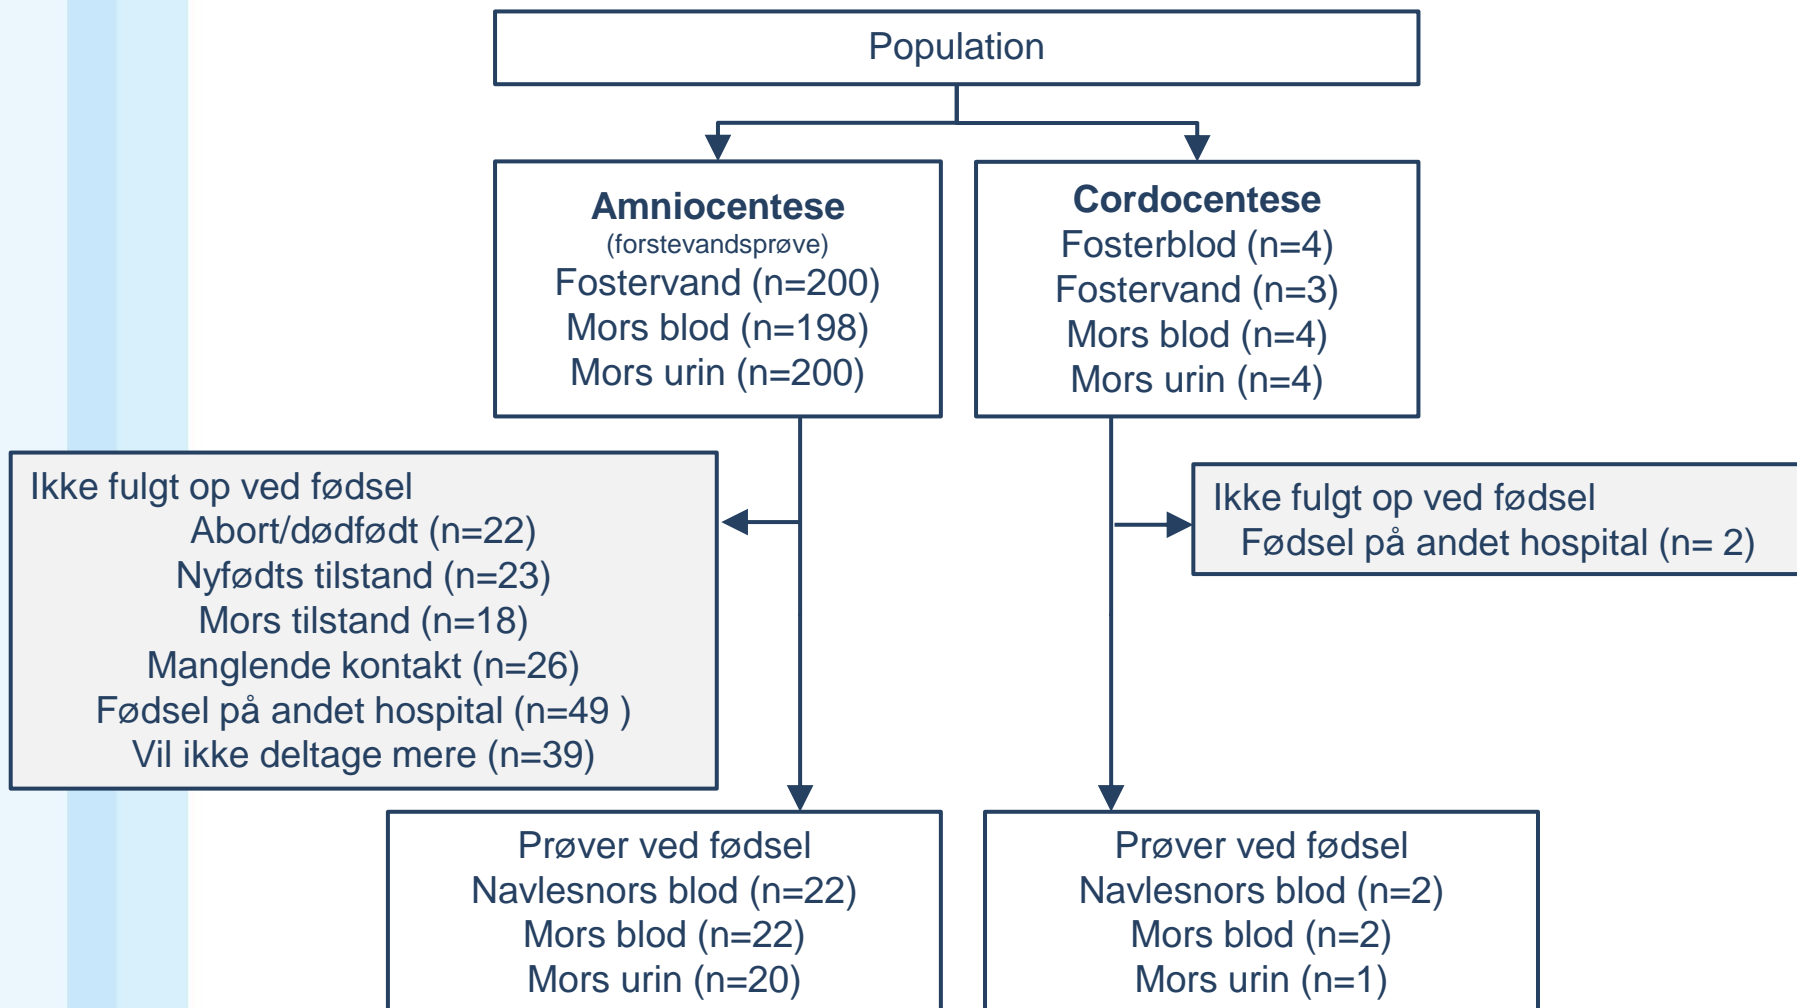 Population
Amniocentese
(forstevandsprøve)
Fostervand (n=200)
Mors blod (n=198)
Mors urin (n=200)
Cordocentese
Fosterblod (n=4)
Fostervand (n=3)
Mors blod (n=4)
Mors urin (n=4)
Ikke fulgt op ved fødsel
Abort/dødfødt (n=22)
Nyfødts tilstand (n=23)
Mors tilstand (n=18)
Manglende kontakt (n=26)
Fødsel på andet hospital (n=49 )
Vil ikke deltage mere (n=39)
Ikke fulgt op ved fødsel
Fødsel på andet hospital (n= 2)
Prøver ved fødsel
Navlesnors blod (n=22)
Mors blod (n=22)
Mors urin (n=20)
Prøver ved fødsel
Navlesnors blod (n=2)
Mors blod (n=2)
Mors urin (n=1)